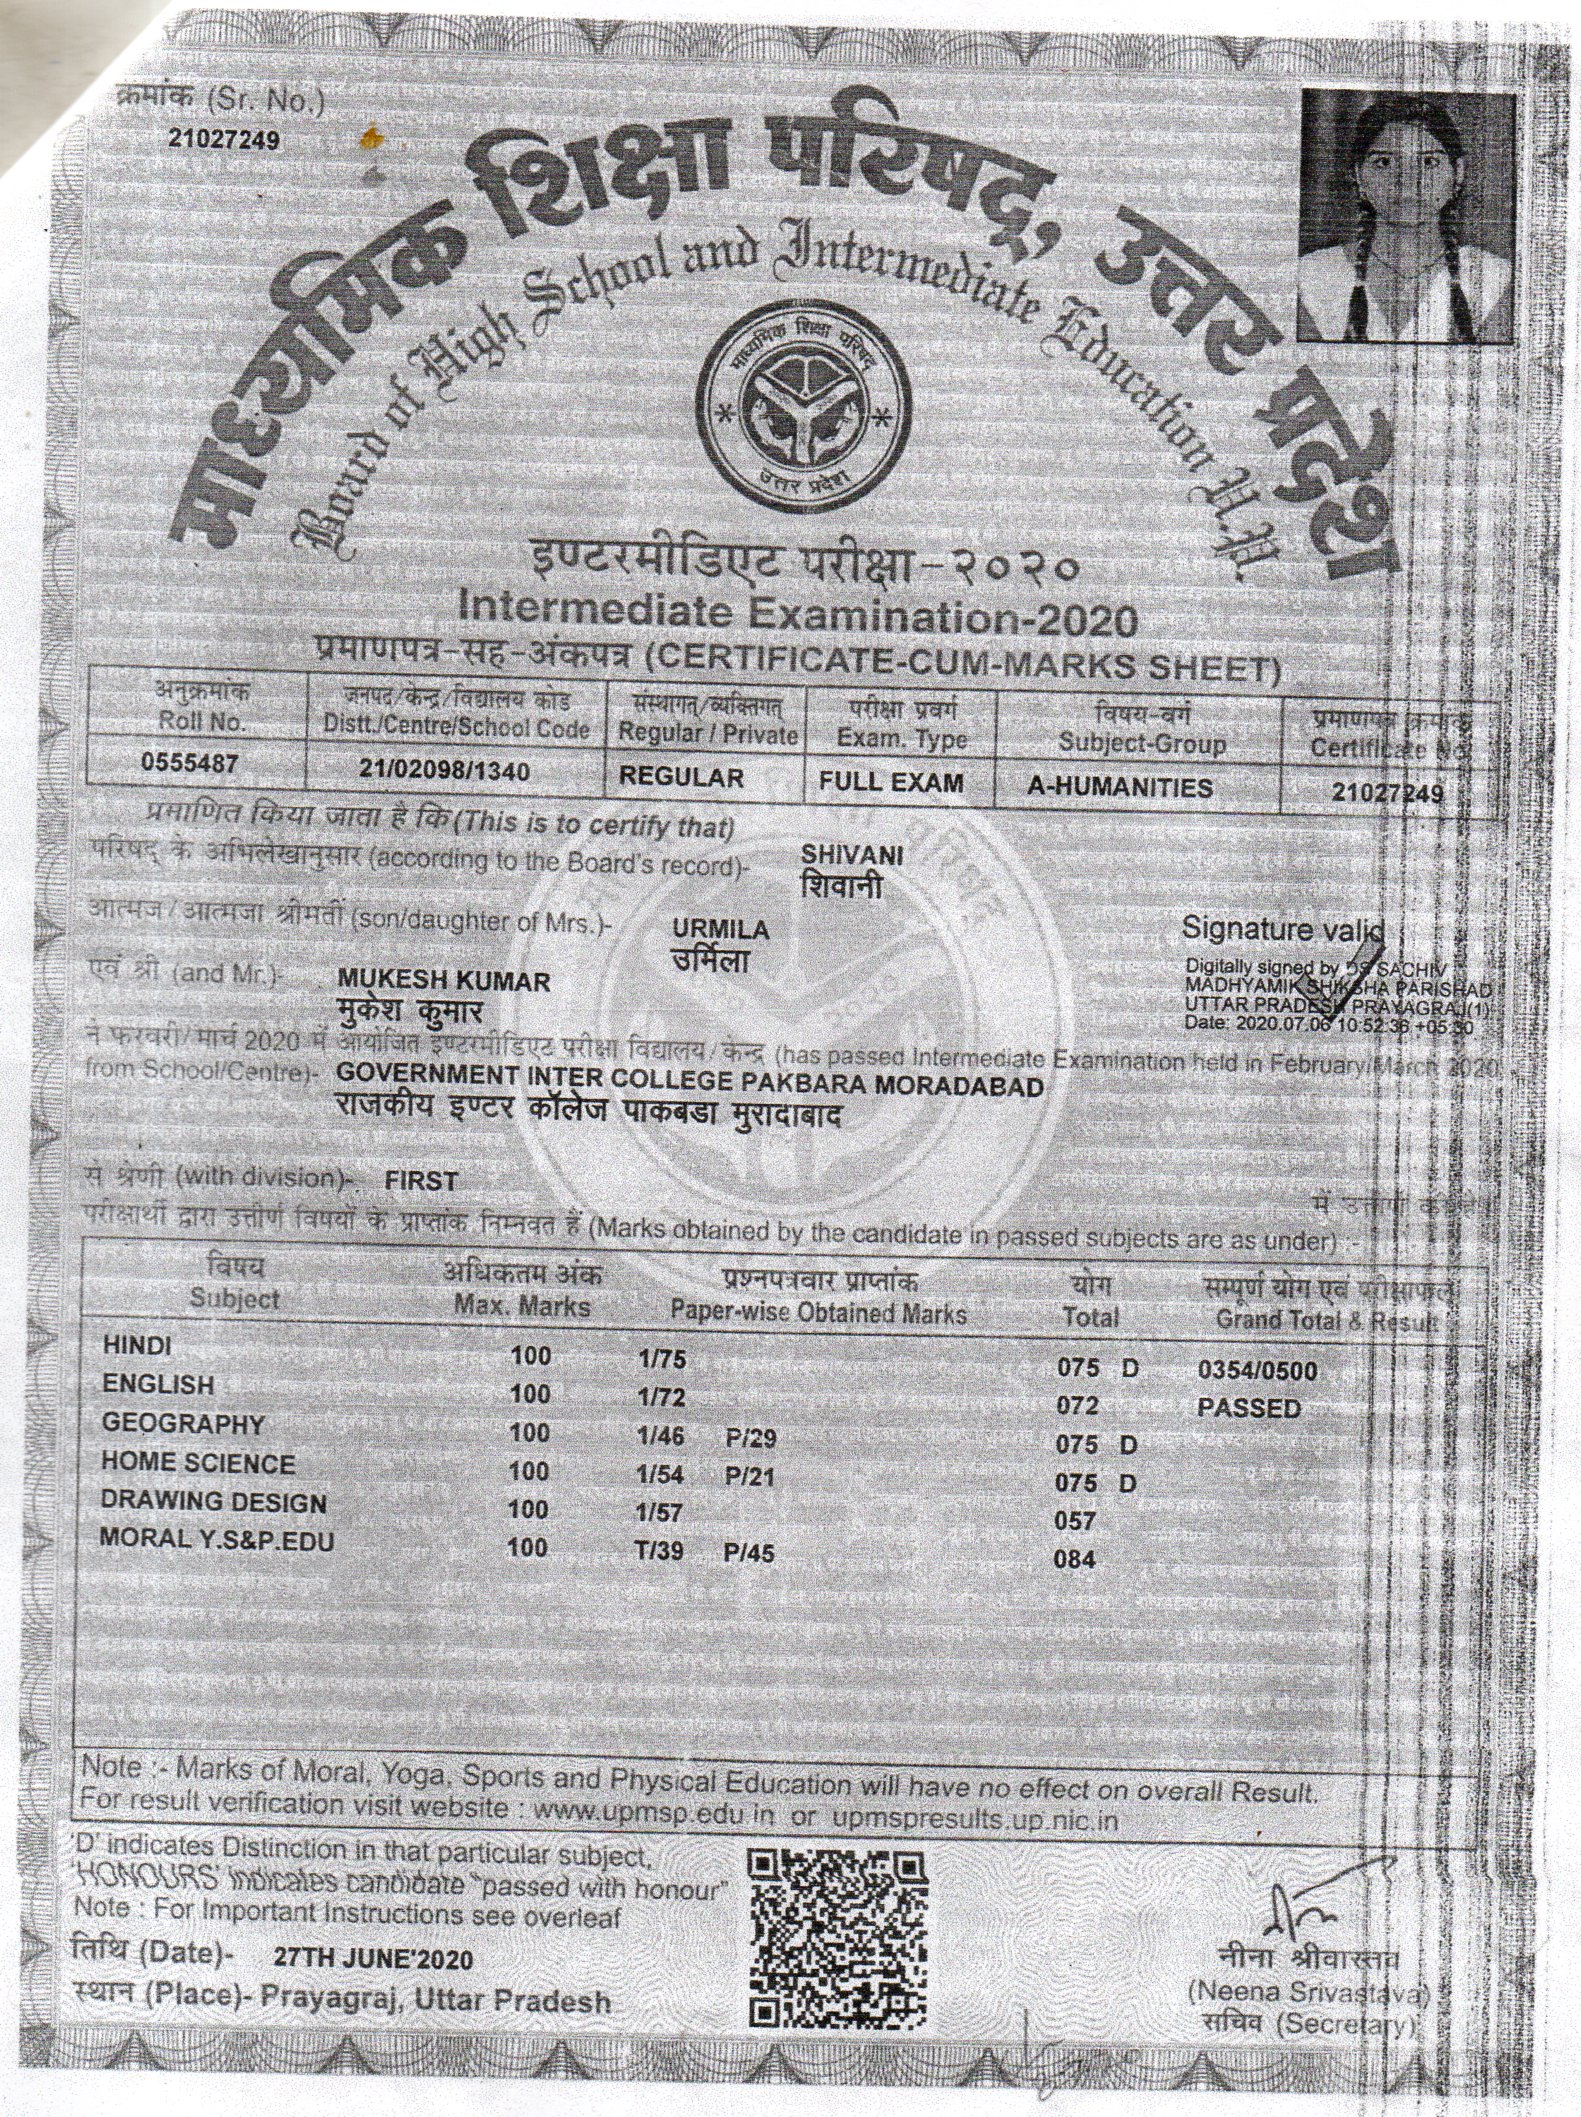 क्रमांक (Sr. No.)
21027249
माध्यमिक शिक्षा परिषद्, उत्तर प्रदेश
Board of High School and Intermediate Education U.P.
माध्यमिक शिक्षा परिषद
उत्तर प्रदेश
इण्टरमीडिएट परीक्षा-२०२०
Intermediate Examination-2020
प्रमाणपत्र-सह-अंकपत्र (CERTIFICATE-CUM-MARKS SHEET)
अनुक्रमांक जनपद/केन्द्र/विद्यालय कोड संस्थागत्/व्यक्तिगत् परीक्षा प्रवर्ग विषय-वर्ग प्रमाणपत्र क्रमांक
Roll No. Distt./Centre/School Code Regular / Private Exam. Type Subject-Group Certificate
0555487 21/02098/1340 REGULAR FULL EXAM A-HUMANITIES 21027249
प्रमाणित किया जाता है कि (This is to certify that)
परिषद् के अभिलेखानुसार (according to the Board's record)- SHIVANI
शिवानी
आत्मज/आत्मजा श्रीमती (son/daughter of Mrs.)- URMILA
उर्मिला
एवं श्री (and Mr.)- MUKESH KUMAR
मुकेश कुमार
Signature valid
Digitally signed by DS SACHIV
MADHYAMIK SHIKSHA PARISHAD
UTTAR PRADESH PRAYAGRAJ(1)
Date: 2020.07.06 10:52:36 +05:30
ने फरवरी/मार्च 2020 में आयोजित इण्टरमीडिएट परीक्षा विद्यालय/केन्द्र (has passed Intermediate Examination held in February/March 2020
from School/Centre)- GOVERNMENT INTER COLLEGE PAKBARA MORADABAD
राजकीय इण्टर कॉलेज पाकबडा मुरादाबाद
से श्रेणी (with division)- FIRST
में उत्तीर्ण
परीक्षार्थी द्वारा उत्तीर्ण विषयों के प्राप्तांक निम्नवत हैं (Marks obtained by the candidate in passed subjects are as under) :-
विषय अधिकतम अंक प्रश्नपत्रवार प्राप्तांक योग सम्पूर्ण योग एवं परीक्षाफल
Subject Max. Marks Paper-wise Obtained Marks Total Grand Total & Result
HINDI 100 1/75 075 D 0354/0500
ENGLISH 100 1/72 072 PASSED
GEOGRAPHY 100 1/46 P/29 075 D
HOME SCIENCE 100 1/54 P/21 075 D
DRAWING DESIGN 100 1/57 057
MORAL Y.S&P.EDU 100 T/39 P/45 084
Note :- Marks of Moral, Yoga, Sports and Physical Education will have no effect on overall Result.
For result verification visit website : www.upmsp.edu.in or upmspresults.up.nic.in
'D' indicates Distinction in that particular subject,
'HONOURS' indicates candidate "passed with honour"
Note : For Important Instructions see overleaf
तिथि (Date)- 27TH JUNE'2020
स्थान (Place)- Prayagraj, Uttar Pradesh
नीना श्रीवास्तव
(Neena Srivastava)
सचिव (Secretary)